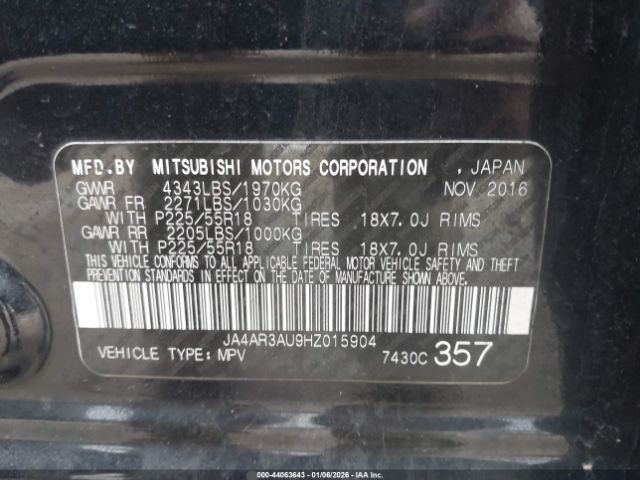 MFD.BY MITSUBISHI MOTORS CORPORATION , JAPAN
GVWR 4343LBS/1970KG NOV 2016
GAWR FR 2271LBS/1030KG
WITH P225/55R18 TIRES 18X7.0J RIMS
GAWR RR 2205LBS/1000KG
WITH P225/55R18 TIRES 18X7.0J RIMS
THIS VEHICLE CONFORMS TO ALL APPLICABLE FEDERAL MOTOR VEHICLE SAFETY AND THEFT
PREVENTION STANDARDS IN EFFECT ON THE DATE OF MANUFACTURE SHOWN ABOVE.
JA4AR3AU9HZ015904
VEHICLE TYPE: MPV 7430C 357
000-44063643 - 01/06/2026 - IAA Corp.